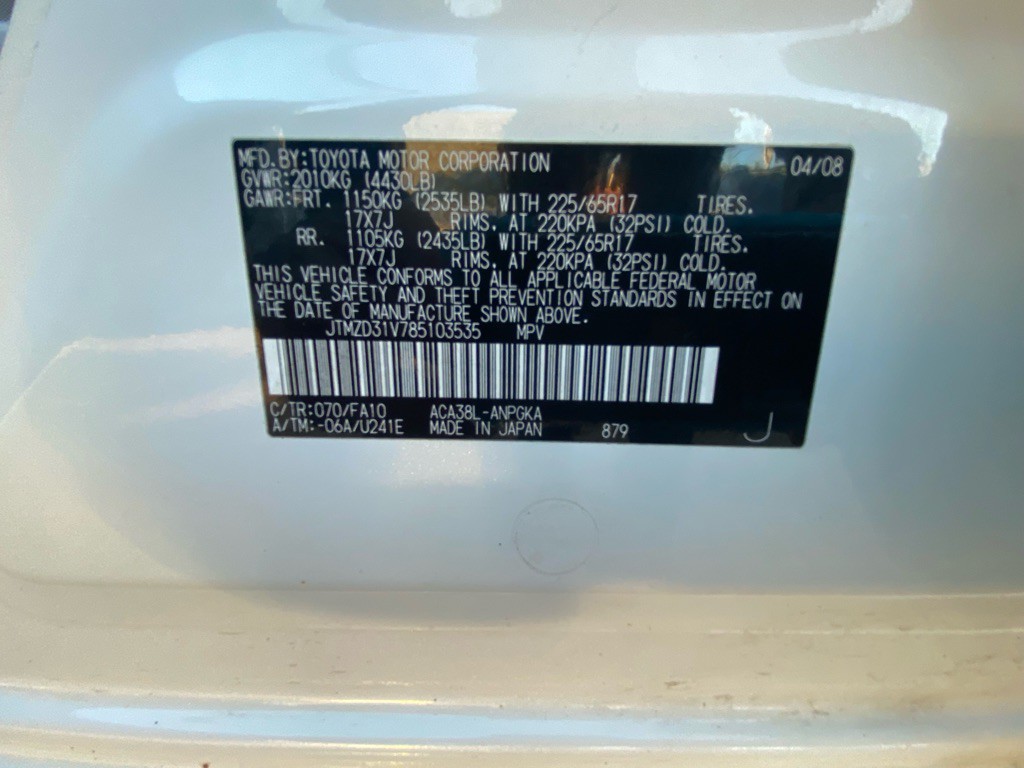 MFD. BY: TOYOTA MOTOR CORPORATION 04/08
GVWR: 2010KG (4430LB)
GAWR: FRT. 1150KG (2535LB) WITH 225/65R17 TIRES.
17X7J RIMS, AT 220KPA (32PSI) COLD.
RR. 1105KG (2435LB) WITH 225/65R17 TIRES.
17X7J RIMS, AT 220KPA (32PSI) COLD.
THIS VEHICLE CONFORMS TO ALL APPLICABLE FEDERAL MOTOR
VEHICLE SAFETY AND THEFT PREVENTION STANDARDS IN EFFECT ON
THE DATE OF MANUFACTURE SHOWN ABOVE.
JTMZD31V785103535 MPV
C/TR: 070/FA10 ACA38L-ANPGKA
A/TM: -06A/U241E MADE IN JAPAN 879 J